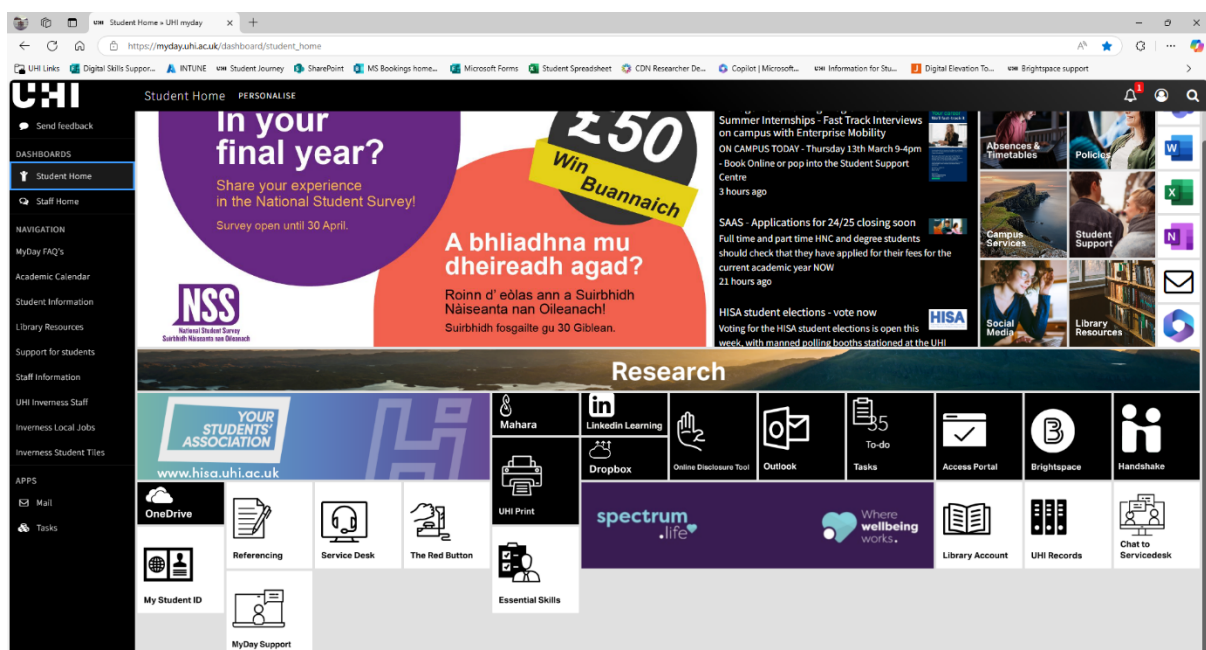 Student Home » UHI myday
https://myday.uhi.ac.uk/dashboard/student_home
UHI Links
Digital Skills Suppor...
INTUNE
Student Journey
SharePoint
MS Bookings home...
Microsoft Forms
Student Spreadsheet
CDN Researcher De...
Copilot | Microsoft...
Information for Stu...
Digital Elevation To...
Brightspace support
UHI
Student Home PERSONALISE
1
Send feedback
DASHBOARDS
Student Home
Staff Home
NAVIGATION
MyDay FAQ's
Academic Calendar
Student Information
Library Resources
Support for students
Staff Information
UHI Inverness Staff
Inverness Local Jobs
Inverness Student Tiles
APPS
Mail
Tasks
In your
final year?
Share your experience
in the National Student Survey!
Survey open until 30 April.
NSS
National Student Survey
Suirbhidh Nàiseanta nan Oileanach
£50
Win
Buannaich
A bhliadhna mu
dheireadh agad?
Roinn d' eòlas ann a Suirbhidh
Nàiseanta nan Oileanach!
Suirbhidh fosgailte gu 30 Giblean.
Summer Internships - Fast Track Interviews
on campus with Enterprise Mobility
ON CAMPUS TODAY - Thursday 13th March 9-4pm
- Book Online or pop into the Student Support
Centre
3 hours ago
SAAS - Applications for 24/25 closing soon
Full time and part time HNC and degree students
should check that they have applied for their fees for the
current academic year NOW
21 hours ago
HISA student elections - vote now
Voting for the HISA student elections is open this
week, with manned polling booths stationed at the UHI
HISA
Absences &
Timetables
Policies
Campus
Services
Student
Support
Social
Media
Library
Resources
W
X
N
Research
YOUR
STUDENTS'
ASSOCIATION
www.hisa.uhi.ac.uk
Mahara
in
Linkedin Learning
Dropbox
Online Disclosure Tool
Outlook
35
To-do
Tasks
Access Portal
B
Brightspace
Handshake
UHI Print
OneDrive
Referencing
Service Desk
The Red Button
spectrum
.life
Where
wellbeing
works.
Library Account
UHI Records
Chat to
Servicedesk
My Student ID
MyDay Support
Essential Skills